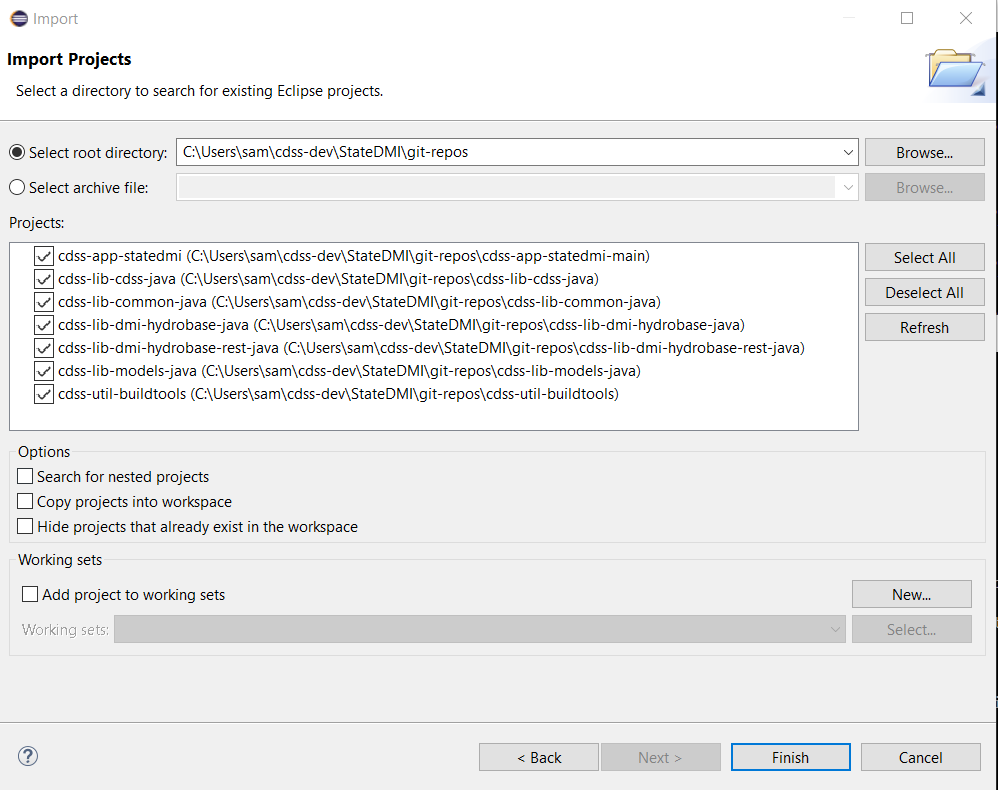 Import
Import Projects
Select a directory to search for existing Eclipse projects.
Select root directory: C:\Users\sam\cdss-dev\StateDMI\git-repos Browse...
Select archive file: Browse...
Projects:
cdss-app-statedmi (C:\Users\sam\cdss-dev\StateDMI\git-repos\cdss-app-statedmi-main)
cdss-lib-cdss-java (C:\Users\sam\cdss-dev\StateDMI\git-repos\cdss-lib-cdss-java)
cdss-lib-common-java (C:\Users\sam\cdss-dev\StateDMI\git-repos\cdss-lib-common-java)
cdss-lib-dmi-hydrobase-java (C:\Users\sam\cdss-dev\StateDMI\git-repos\cdss-lib-dmi-hydrobase-java)
cdss-lib-dmi-hydrobase-rest-java (C:\Users\sam\cdss-dev\StateDMI\git-repos\cdss-lib-dmi-hydrobase-rest-java)
cdss-lib-models-java (C:\Users\sam\cdss-dev\StateDMI\git-repos\cdss-lib-models-java)
cdss-util-buildtools (C:\Users\sam\cdss-dev\StateDMI\git-repos\cdss-util-buildtools)
Select All
Deselect All
Refresh
Options
Search for nested projects
Copy projects into workspace
Hide projects that already exist in the workspace
Working sets
Add project to working sets New...
Working sets: Select...
? < Back Next > Finish Cancel